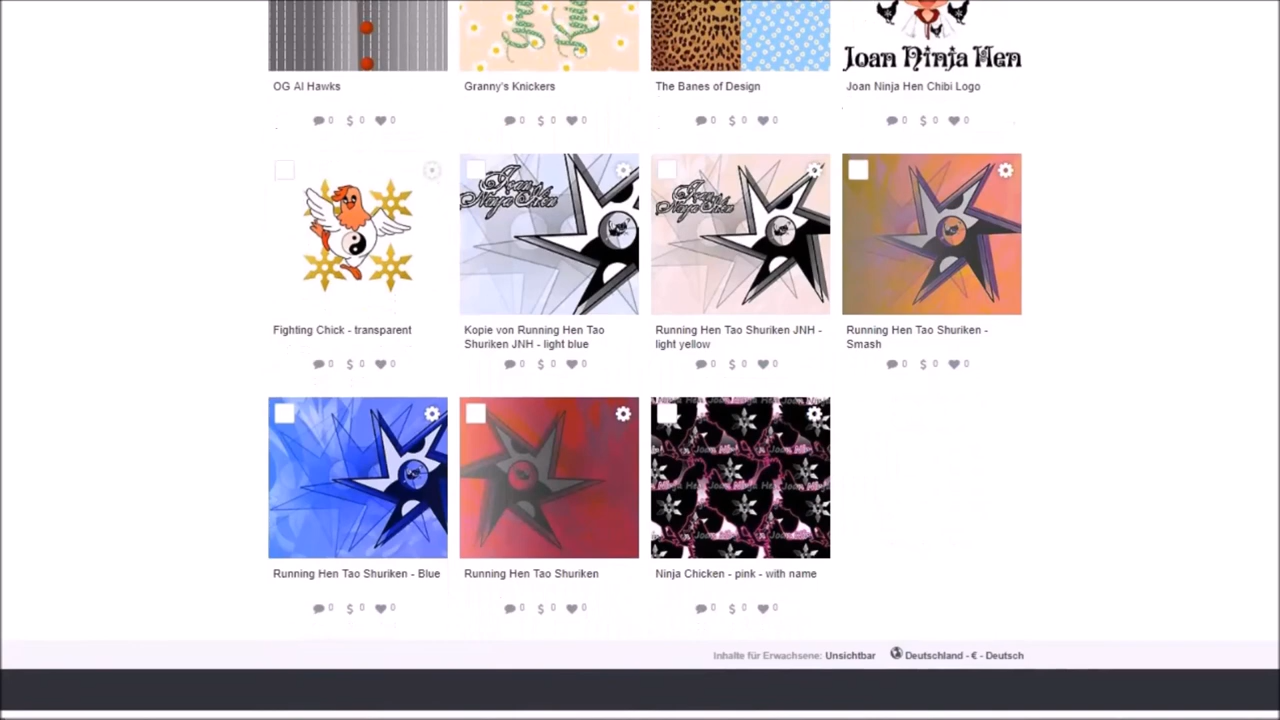 Joan Ninja Hen
OG Al Hawks
Granny's Knickers
The Banes of Design
Joan Ninja Hen Chibi Logo
0 $ 0 0
0 $ 0 0
0 $ 0 0
0 $ 0 0
Fighting Chick - transparent
Kopie von Running Hen Tao
Shuriken JNH - light blue
Running Hen Tao Shuriken JNH -
light yellow
Running Hen Tao Shuriken -
Smash
0 $ 0 0
0 $ 0 0
0 $ 0 0
0 $ 0 0
Running Hen Tao Shuriken - Blue
Running Hen Tao Shuriken
Ninja Chicken - pink - with name
0 $ 0 0
0 $ 0 0
0 $ 0 0
Inhalte für Erwachsene: Unsichtbar
Deutschland - € - Deutsch